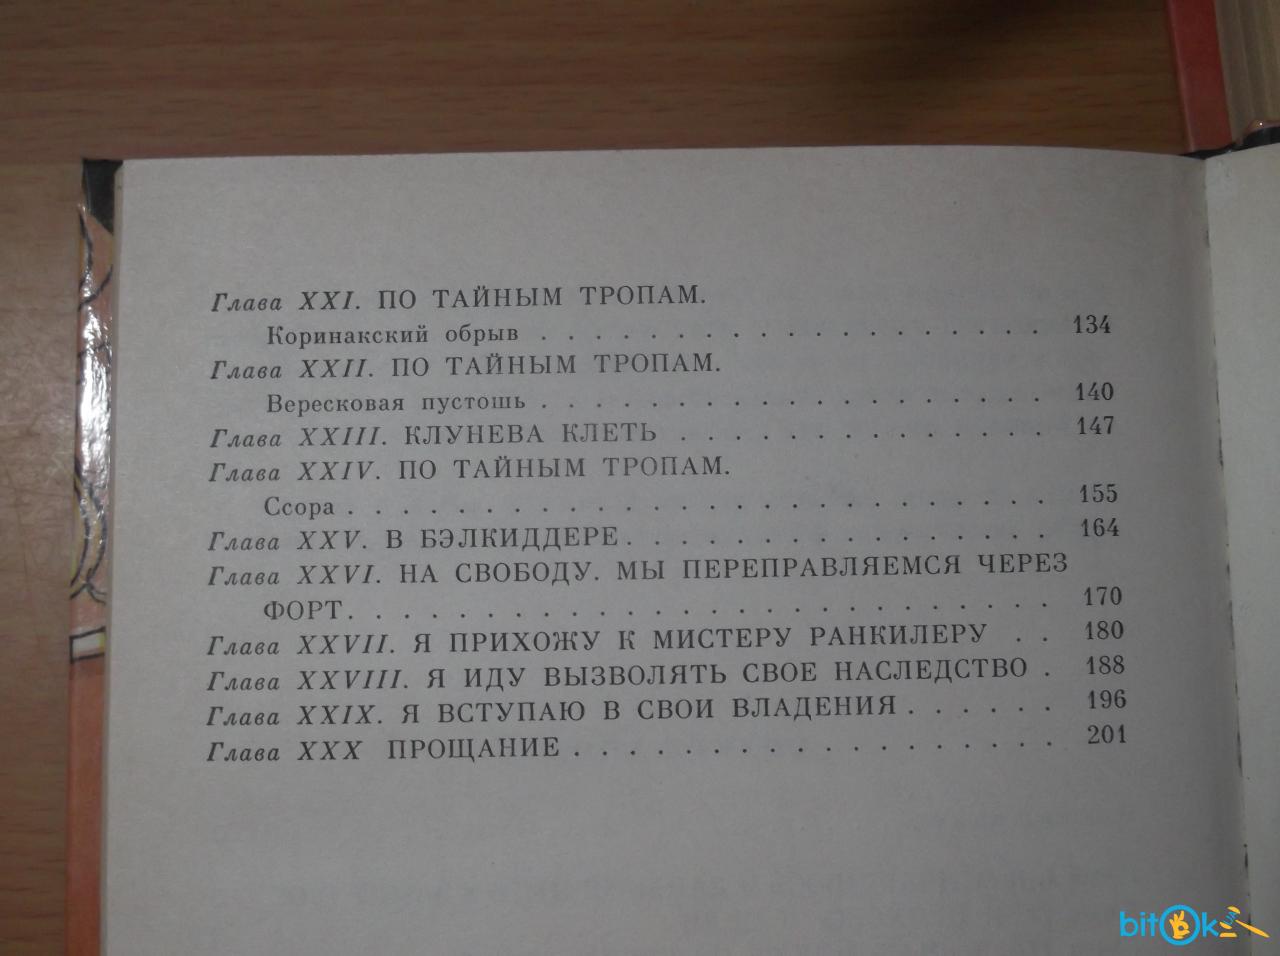 Глава XXI. ПО ТАЙНЫМ ТРОПАМ.
Коринакский обрыв . . . . . . . . . . . . . . . . . . . 134
Глава XXII. ПО ТАЙНЫМ ТРОПАМ.
Вересковая пустошь . . . . . . . . . . . . . . . . . . . 140
Глава XXIII. КЛУНЕВА КЛЕТЬ . . . . . . . . . . . . . . 147
Глава XXIV. ПО ТАЙНЫМ ТРОПАМ.
Ссора . . . . . . . . . . . . . . . . . . . . . . . . . . 155
Глава XXV. В БЭЛКИДДЕРЕ . . . . . . . . . . . . . . . . 164
Глава XXVI. НА СВОБОДУ. МЫ ПЕРЕПРАВЛЯЕМСЯ ЧЕРЕЗ
ФОРТ . . . . . . . . . . . . . . . . . . . . . . . . . . 170
Глава XXVII. Я ПРИХОЖУ К МИСТЕРУ РАНКИЛЕРУ . . 180
Глава XXVIII. Я ИДУ ВЫЗВОЛЯТЬ СВОЕ НАСЛЕДСТВО . 188
Глава XXIX. Я ВСТУПАЮ В СВОИ ВЛАДЕНИЯ . . . . . . 196
Глава XXX ПРОЩАНИЕ . . . . . . . . . . . . . . . . . . 201
bitOk